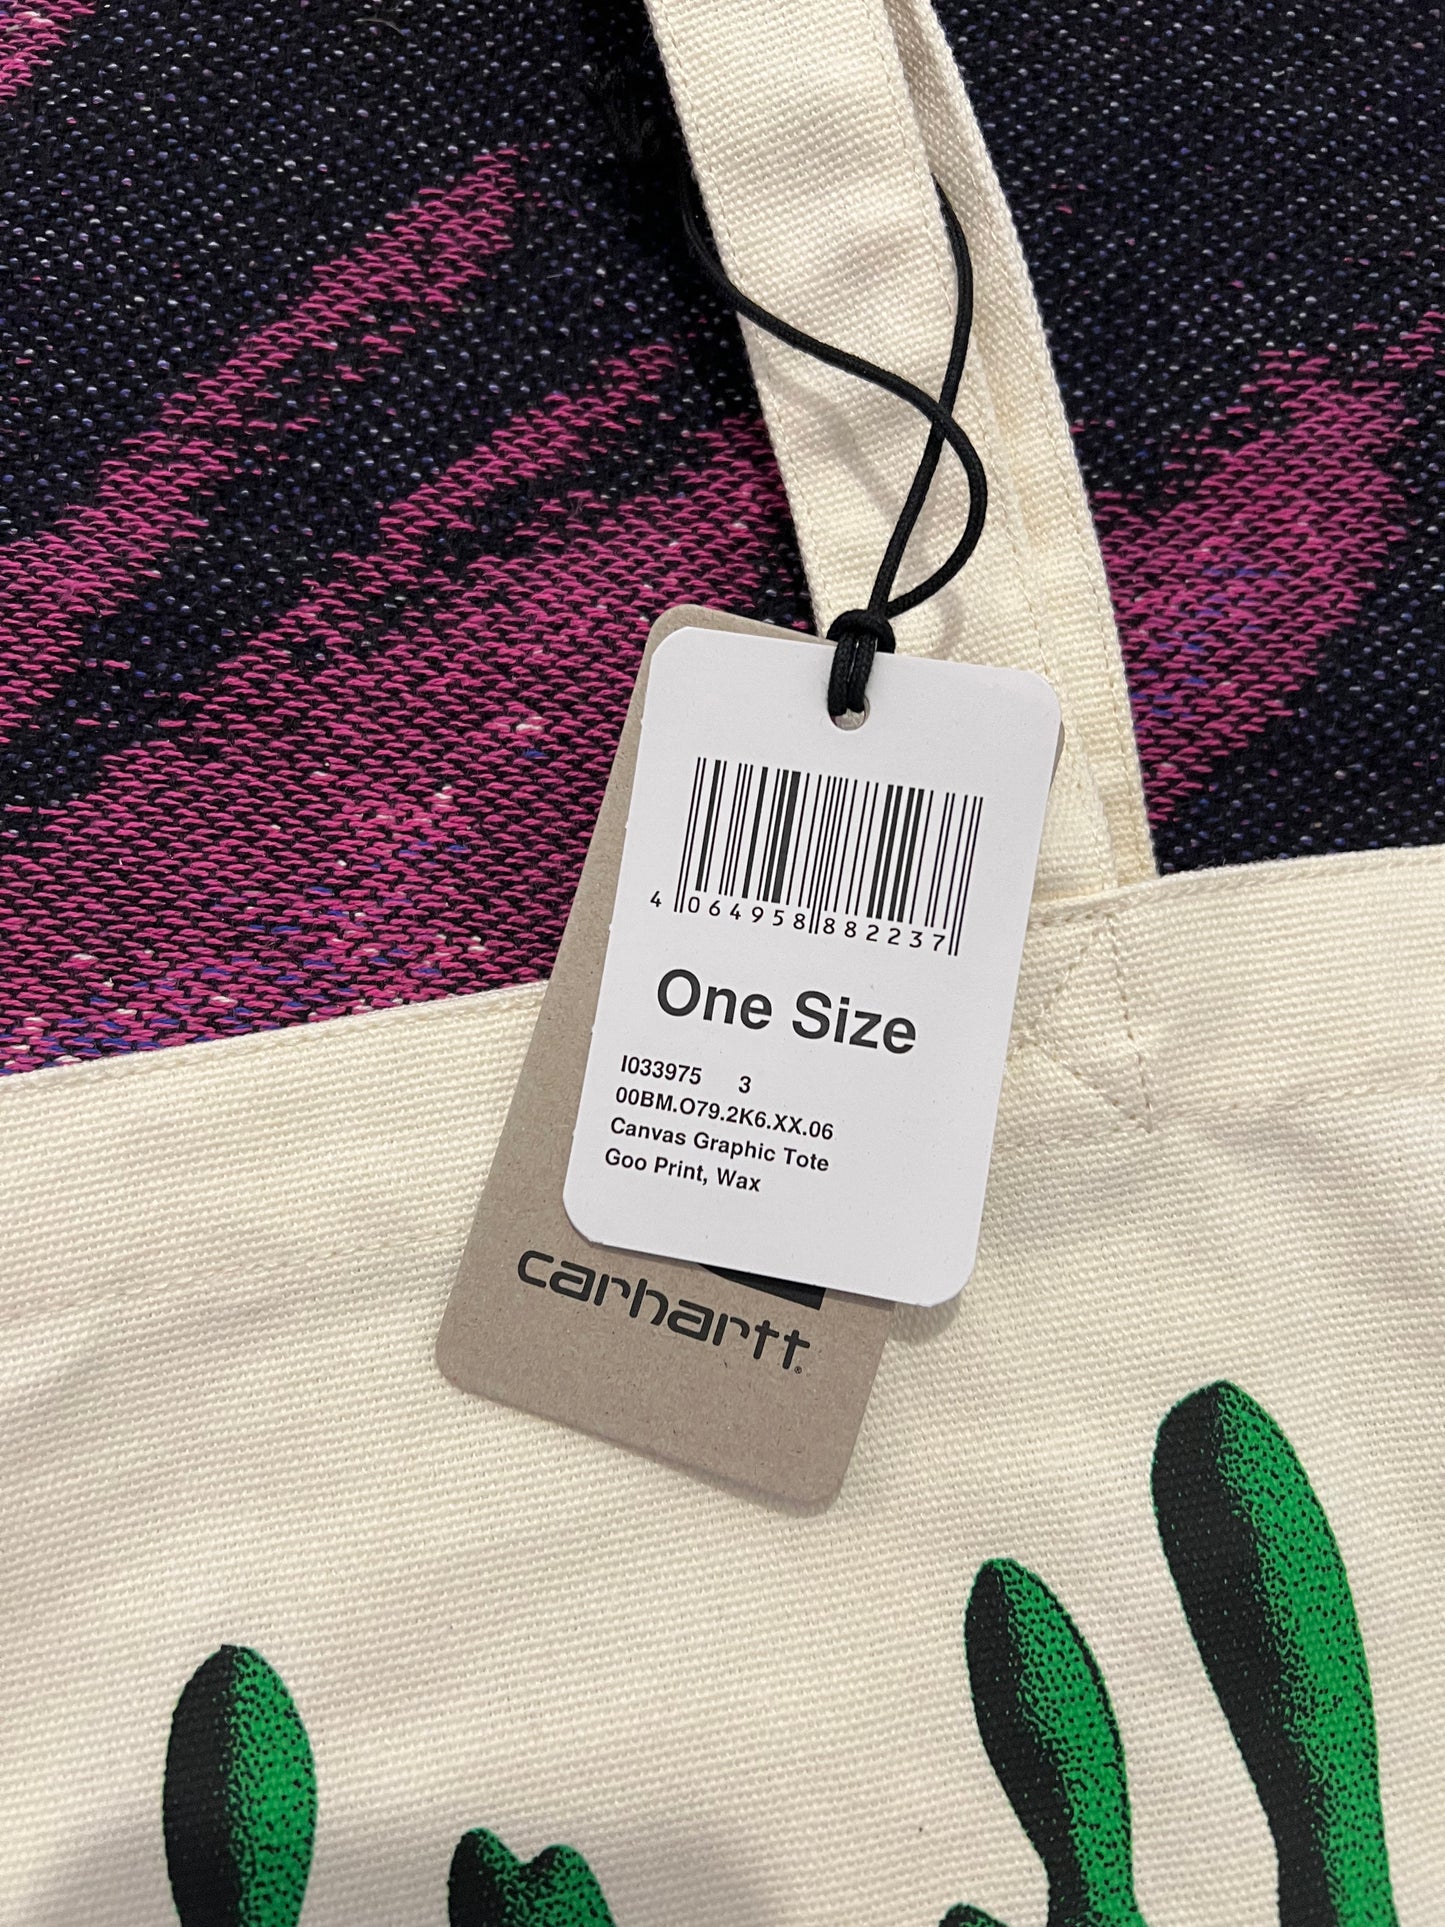 4 064958 882237
One Size
I033975 3
00BM.O79.2K6.XX.06
Canvas Graphic Tote
Goo Print, Wax
carhartt®